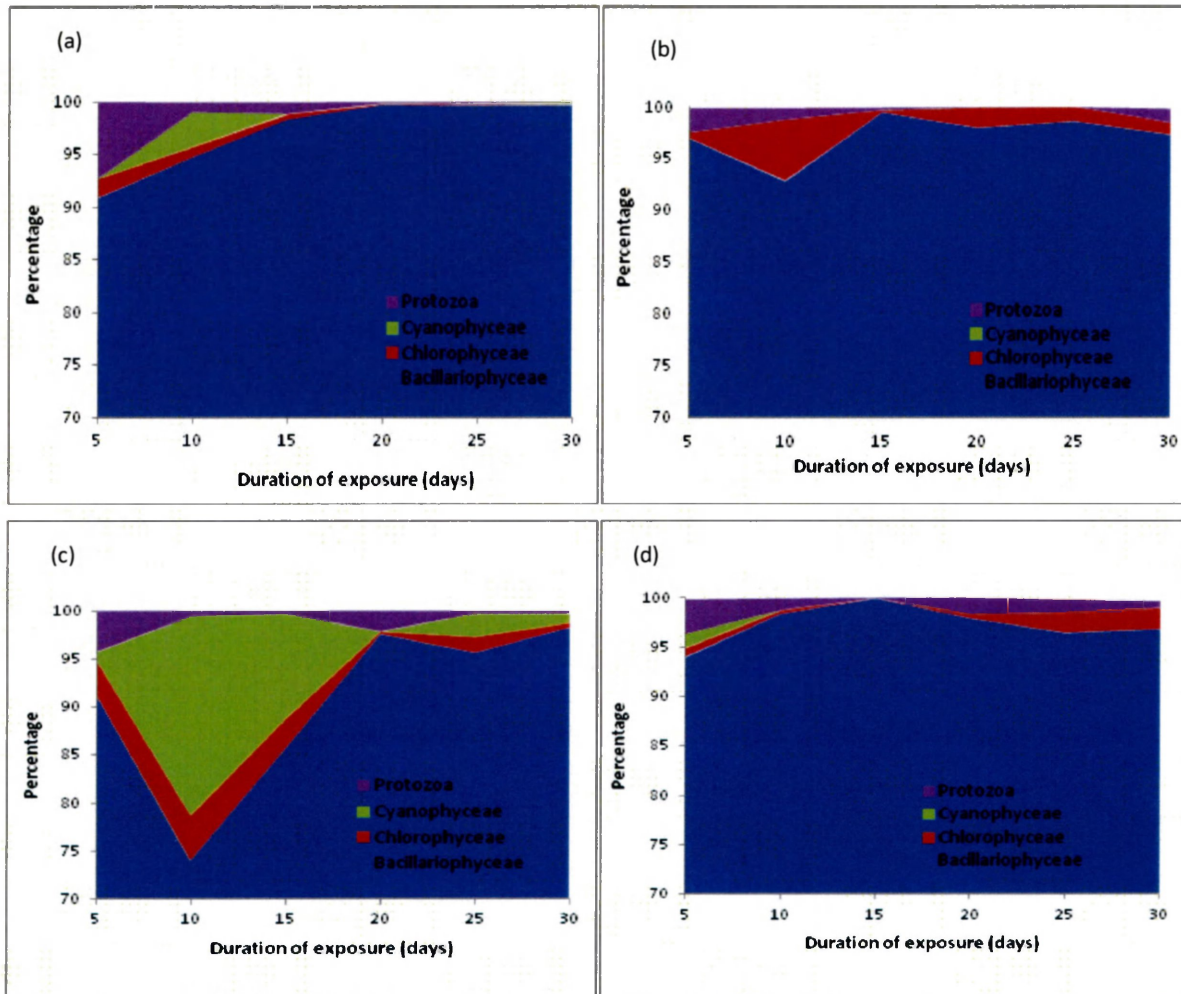 (a)
100
95
90
85
80
75
70
Percentage
Protozoa
Cyanophyceae
Chlorophyceae
Bacillariophyceae
5 10 15 20 25 30
Duration of exposure (days)
(b)
100
95
90
85
80
75
70
Percentage
Protozoa
Cyanophyceae
Chlorophyceae
Bacillariophyceae
5 10 15 20 25 30
Duration of exposure (days)
(c)
100
95
90
85
80
75
70
Percentage
Protozoa
Cyanophyceae
Chlorophyceae
Bacillariophyceae
5 10 15 20 25 30
Duration of exposure (days)
(d)
100
95
90
85
80
75
70
Percentage
Protozoa
Cyanophyceae
Chlorophyceae
Bacillariophyceae
5 10 15 20 25 30
Duration of exposure (days)